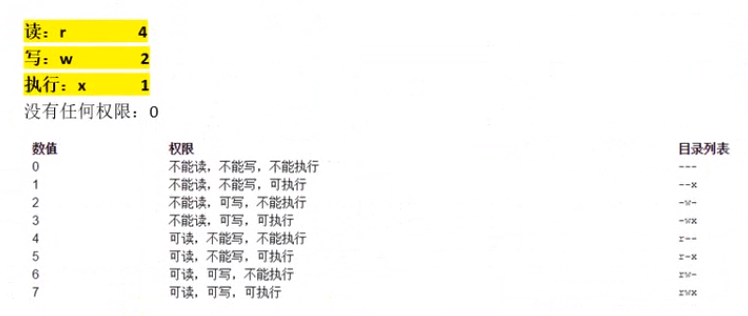 读：r 4
写：w 2
执行：x 1
没有任何权限：0
数值 权限 目录列表
0 不能读，不能写，不能执行 ---
1 不能读，不能写，可执行 --x
2 不能读，可写，不能执行 -w-
3 不能读，可写，可执行 -wx
4 可读，不能写，不能执行 r--
5 可读，不能写，可执行 r-x
6 可读，可写，不能执行 rw-
7 可读，可写，可执行 rwx